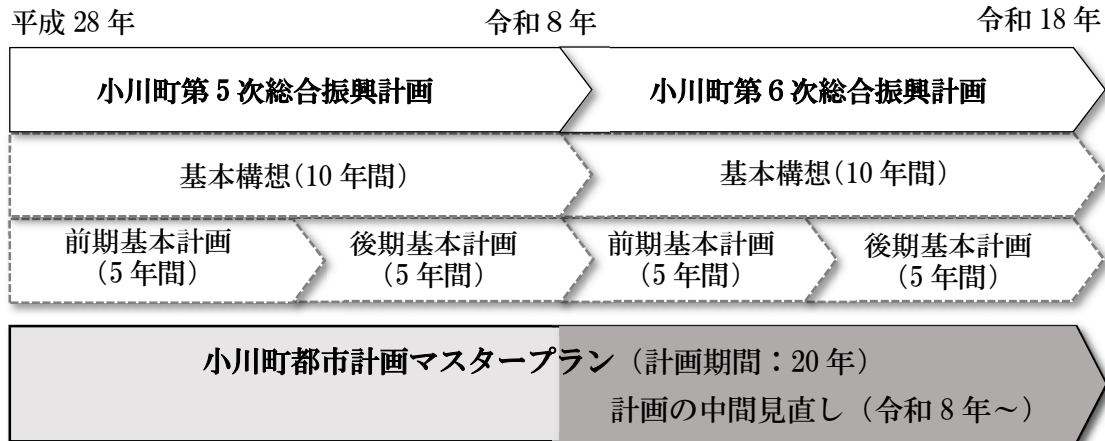 平成 28 年 令和 8 年 令和 18 年
小川町第 5 次総合振興計画 小川町第 6 次総合振興計画
基本構想(10 年間) 基本構想(10 年間)
前期基本計画 後期基本計画 前期基本計画 後期基本計画
(5 年間) (5 年間) (5 年間) (5 年間)
小川町都市計画マスタープラン(計画期間:20 年)
計画の中間見直し(令和 8 年~)